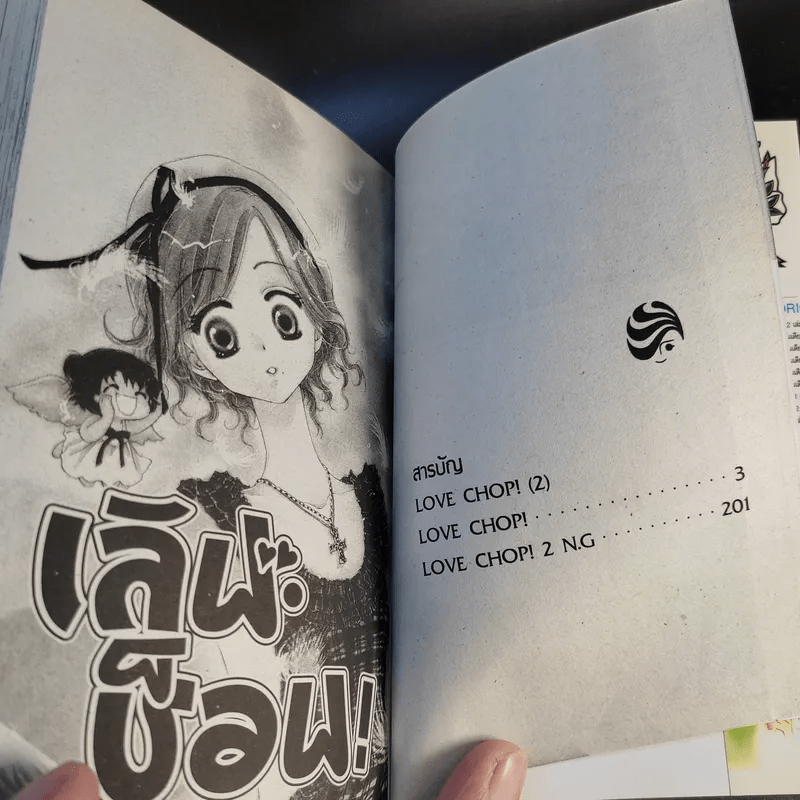 เลิฟ
ช็อพ!
สารบัญ
LOVE CHOP! (2)
LOVE CHOP! . . . . . . . . . . . . . . . . . 3
LOVE CHOP! 2 N.G . . . . . . . . . . 201